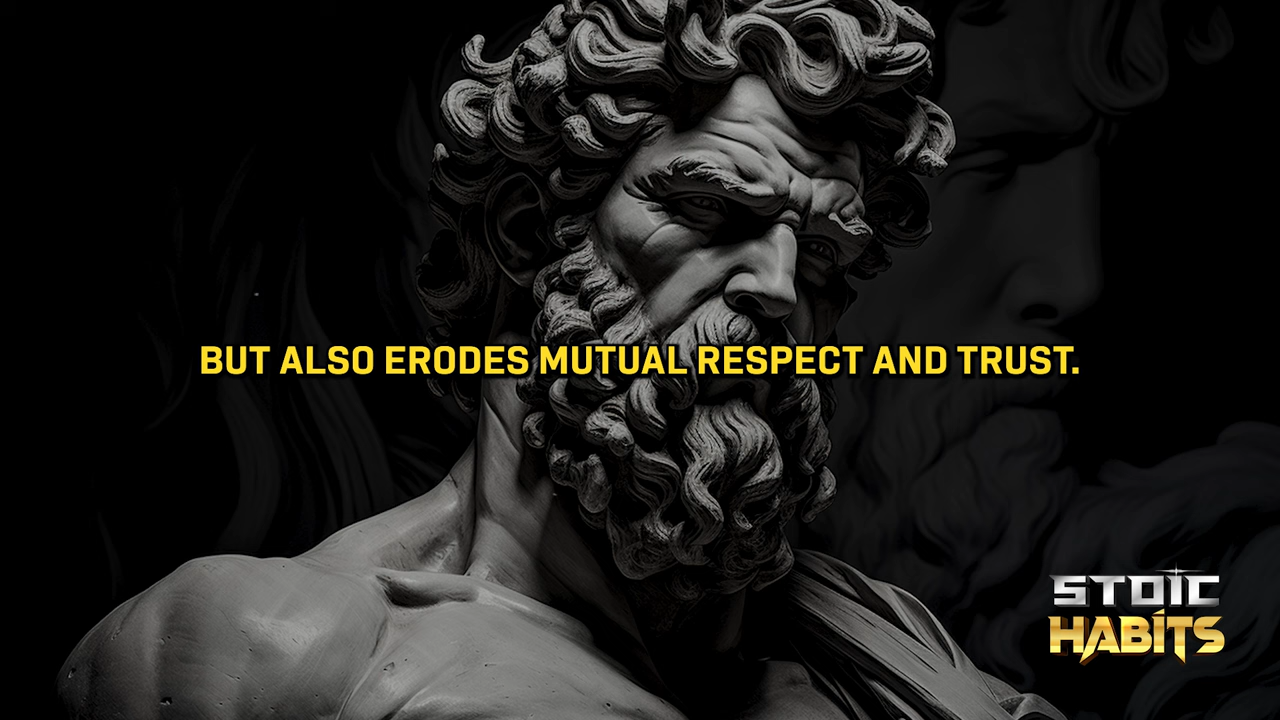 BUT ALSO ERODES MUTUAL RESPECT AND TRUST.
STOIC
HABITS